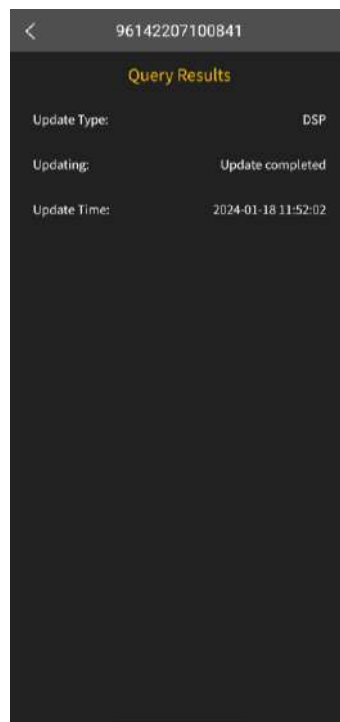 96142207100841
Query Results
Update Type: DSP
Updating: Update completed
Update Time: 2024-01-18 11:52:02